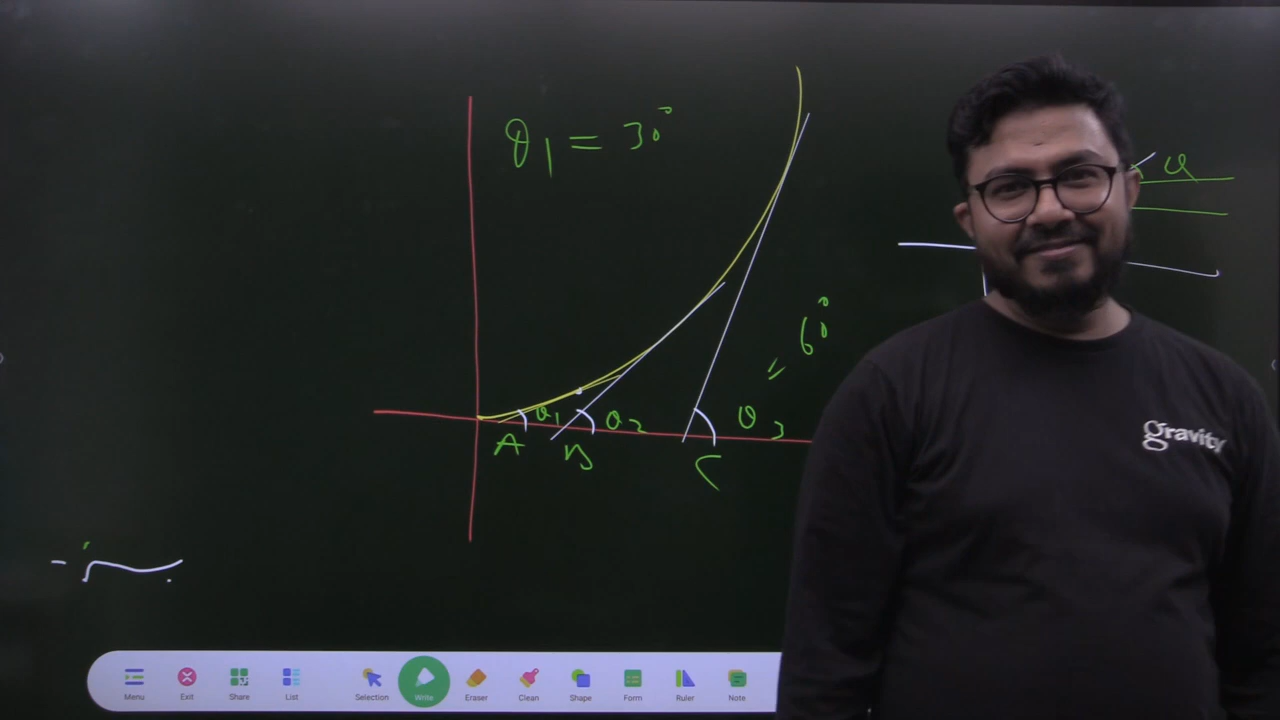 θ₁ = 30°
= 60°
θ₁ θ₂ θ₃
A B C
gravity
Menu Exit Share List Selection Write Eraser Clean Shape Form Ruler Note